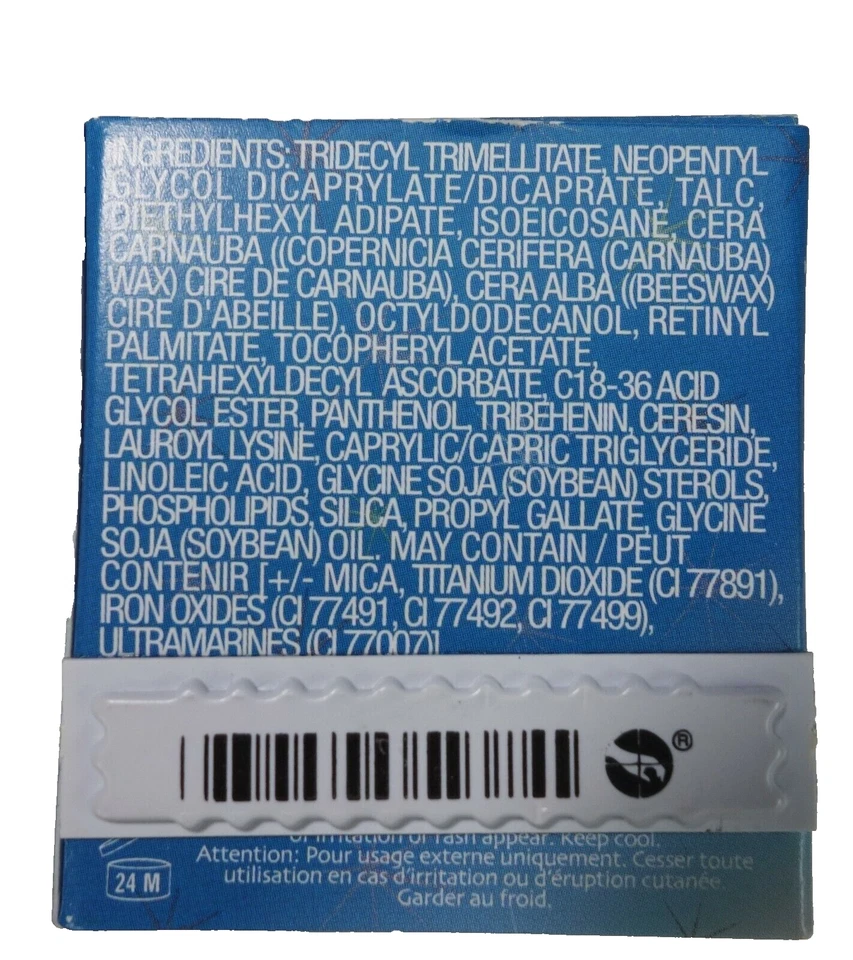 INGREDIENTS: TRIDECYL TRIMELLITATE, NEOPENTYL
GLYCOL DICAPRYLATE/DICAPRATE, TALC,
DIETHYLHEXYL ADIPATE, ISOEICOSANE, CERA
CARNAUBA ((COPERNICIA CERIFERA (CARNAUBA)
WAX) CIRE DE CARNAUBA), CERA ALBA ((BEESWAX)
CIRE D'ABEILLE), OCTYLDODECANOL, RETINYL
PALMITATE, TOCOPHERYL ACETATE,
TETRAHEXYLDECYL ASCORBATE, C18-36 ACID
GLYCOL ESTER, PANTHENOL, TRIBEHENIN, CERESIN,
LAUROYL LYSINE, CAPRYLIC/CAPRIC TRIGLYCERIDE,
LINOLEIC ACID, GLYCINE SOJA (SOYBEAN) STEROLS,
PHOSPHOLIPIDS, SILICA, PROPYL GALLATE, GLYCINE
SOJA (SOYBEAN) OIL. MAY CONTAIN / PEUT
CONTENIR [+/- MICA, TITANIUM DIOXIDE (CI 77891),
IRON OXIDES (CI 77491, CI 77492, CI 77499),
ULTRAMARINES (CI 77007)]
®
or irritation or rash appear. Keep cool.
Attention: Pour usage externe uniquement. Cesser toute
utilisation en cas d'irritation ou d'éruption cutanée.
Garder au froid.
24 M